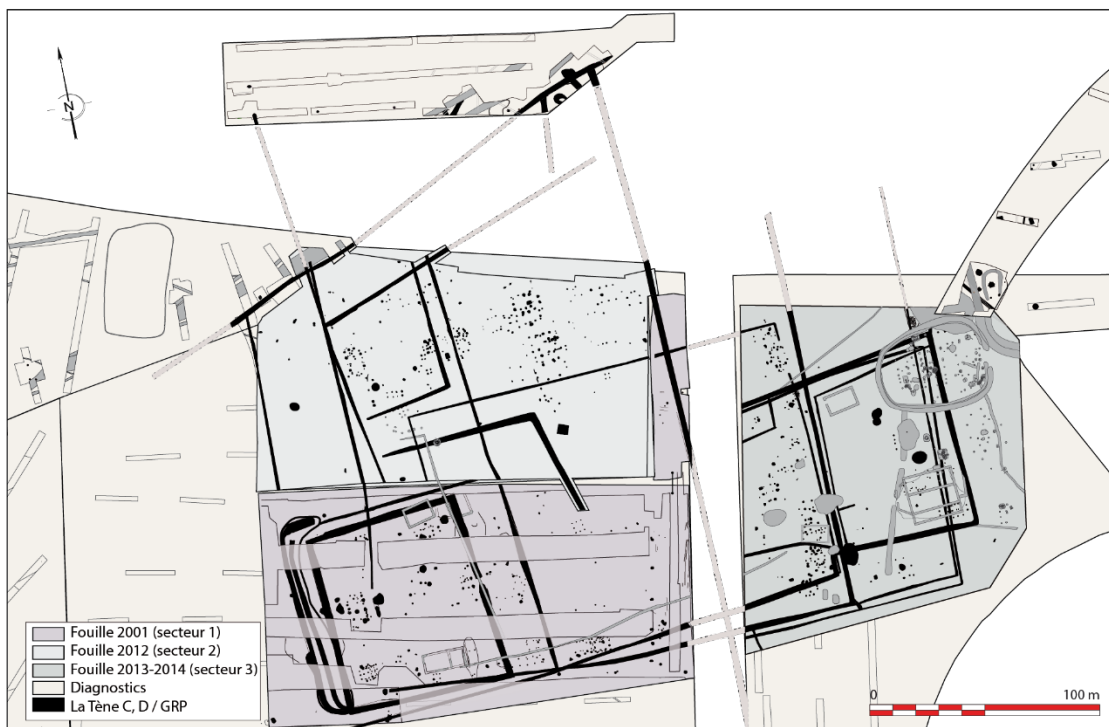 N
Fouille 2001 (secteur 1)
Fouille 2012 (secteur 2)
Fouille 2013-2014 (secteur 3)
Diagnostics
La Tène C, D / GRP
0 100 m